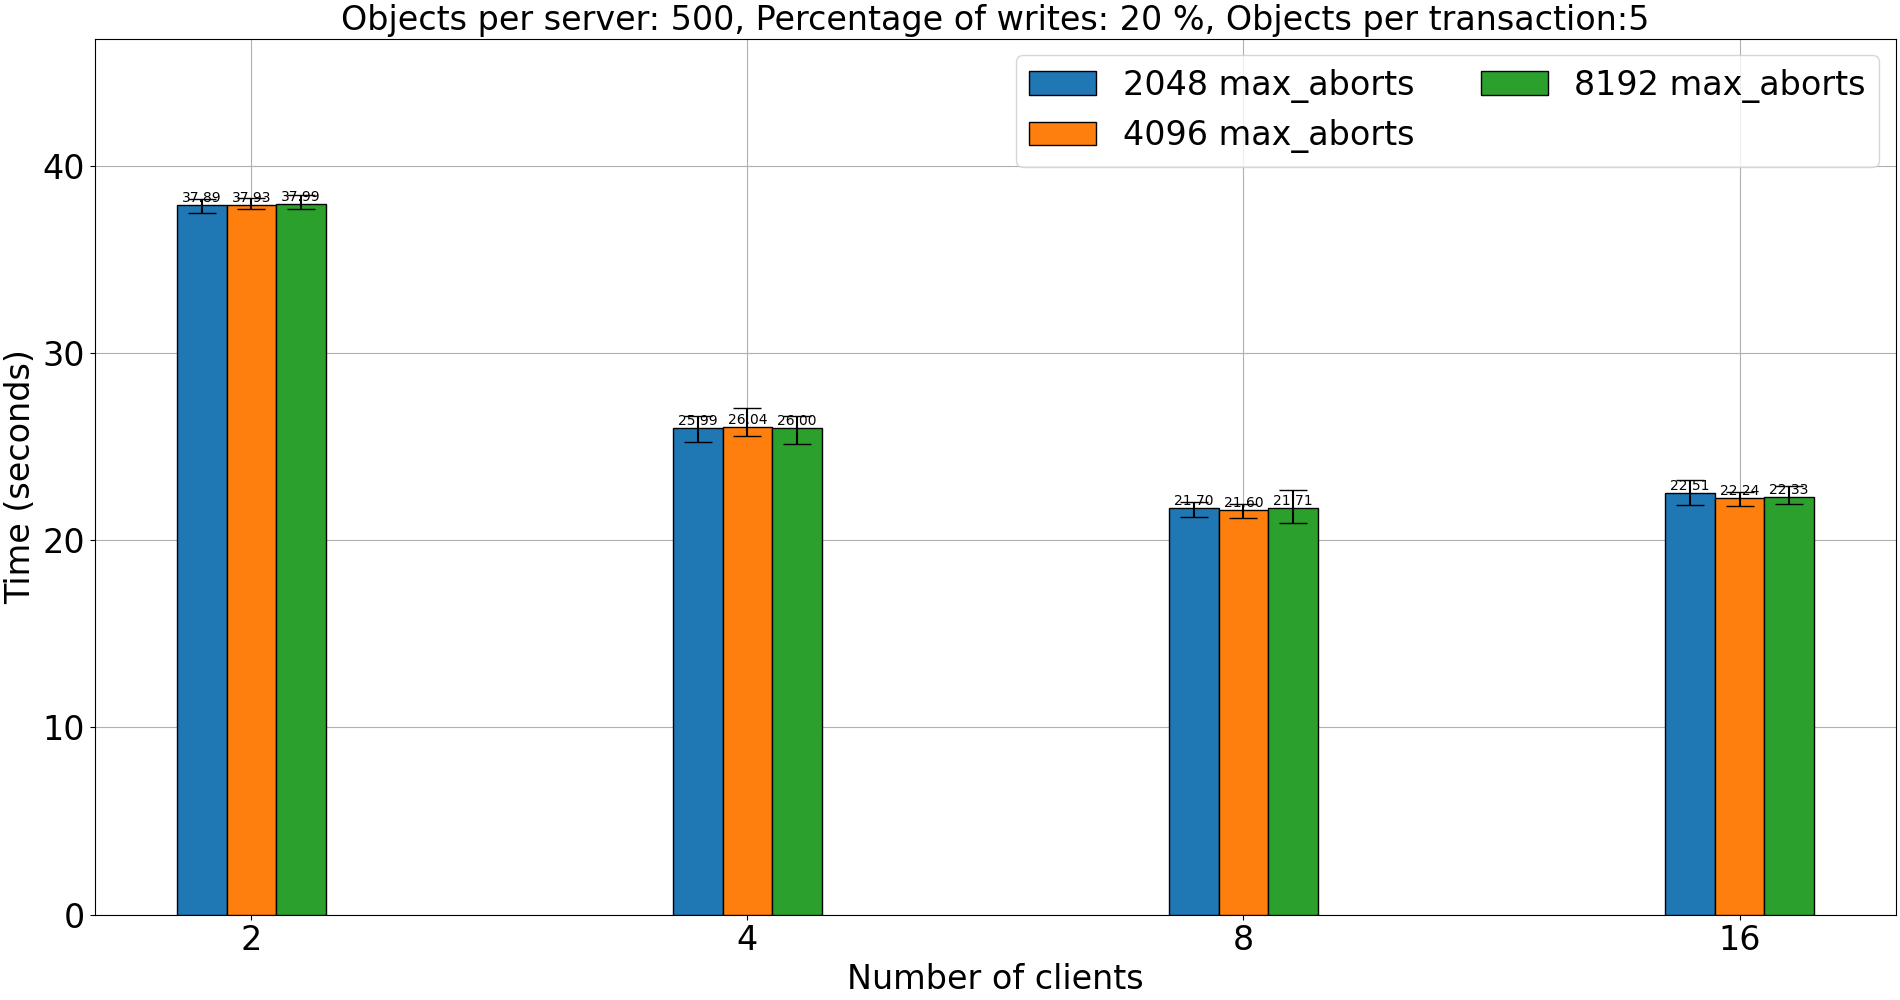 Objects per server: 500, Percentage of writes: 20 %, Objects per transaction:5
2048 max_aborts
4096 max_aborts
8192 max_aborts
Time (seconds)
40
30
20
10
0
37.89 37.93 37.99
25.99 26.04 26.00
21.70 21.60 21.71
22.51 22.24 22.33
2 4 8 16
Number of clients